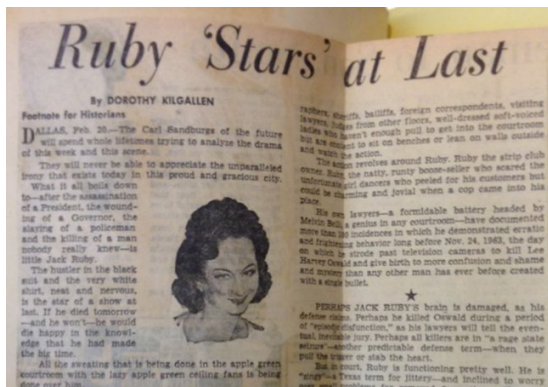 Ruby 'Stars' at Last
By DOROTHY KILGALLEN
Footnote for Historians
DALLAS, Feb. 20.—The Carl Sandburgs of the future
will spend whole lifetimes trying to analyze the drama
of this week and this scene.
They will never be able to appreciate the unparalleled
irony that exists today in this proud and gracious city.
What it all boils down
to—after the assassination
of a President, the wound-
ing of a Governor, the
slaying of a policeman
and the killing of a man
nobody really knew—is
little Jack Ruby.
The hustler in the black
suit and the very white
shirt, neat and nervous,
is the star of a show at
last. If he died tomorrow
—and he won't—he would
die happy in the knowl-
edge that he had made
the big time.
All the sweating that is being done in the apple green
courtroom with the lazy apple green ceiling fans is being
done over him.
raphers, sheriffs, bailiffs, foreign correspondents, visiting
lawyers, judges from other floors, well-dressed soft-voiced
ladies who haven't enough pull to get into the courtroom
but are content to sit on benches or lean on walls outside
and watch the action.
The action revolves around Ruby. Ruby the strip club
owner. Ruby, the natty, runty booze-seller who scared the
unfortunate girl dancers who peeled for his customers but
could be charming and jovial when a cop came into his
place.
His own lawyers—a formidable battery headed by
Melvin Belli, a genius in any courtroom—have documented
more than incidences in which he demonstrated erratic
and frightening behavior long before Nov. 24, 1963, the day
on which he strode past television cameras to kill Lee
Harvey Oswald and give birth to more confusion and shame
and mystery than any other man has ever before created
with a single bullet.
PERHAPS JACK RUBY'S brain is damaged, as his
defense claims. Perhaps he killed Oswald during a period
of "episodic disfunction," as his lawyers will tell the even-
tual, inevitable jury. Perhaps all killers are in "a rage state
seizure"—another predictable defense term—when they
pull the trigger or stab the heart.
But in court, Ruby is functioning pretty well. He is
a Texas term for jittery—and inclined to worry